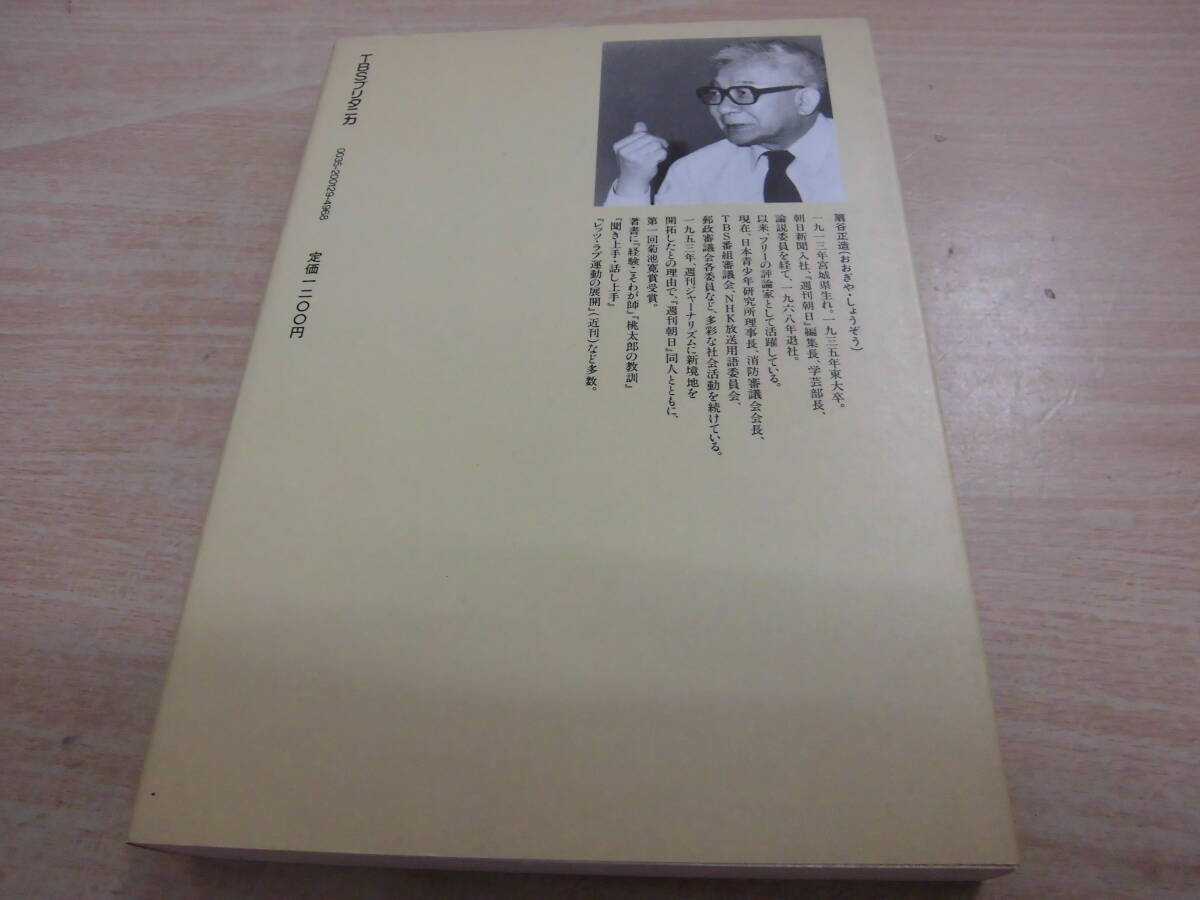 扇谷正造(おおぎや・しょうぞう)
一九一三年宮城県生れ。一九三五年東大卒。
朝日新聞入社、『週刊朝日』編集長、学芸部長、
論説委員を経て、一九六八年退社。
以来、フリーの評論家として活躍している。
現在、日本青少年研究所理事長、消防審議会会長、
TBS番組審議会、NHK放送用語委員会、
郵政審議会各委員など、多彩な社会活動を続けている。
一九五三年、週刊ジャーナリズムに新境地を
開拓したとの理由で、『週刊朝日』同人とともに、
第一回菊池寛賞受賞。
著書に『経験こそわが師』『桃太郎の教訓』
『聞き上手・話し上手』
『レッツ・ラブ運動の展開』(近刊)など多数。
TBSブリタニカ
0035-200129-4968
定価一二〇〇円